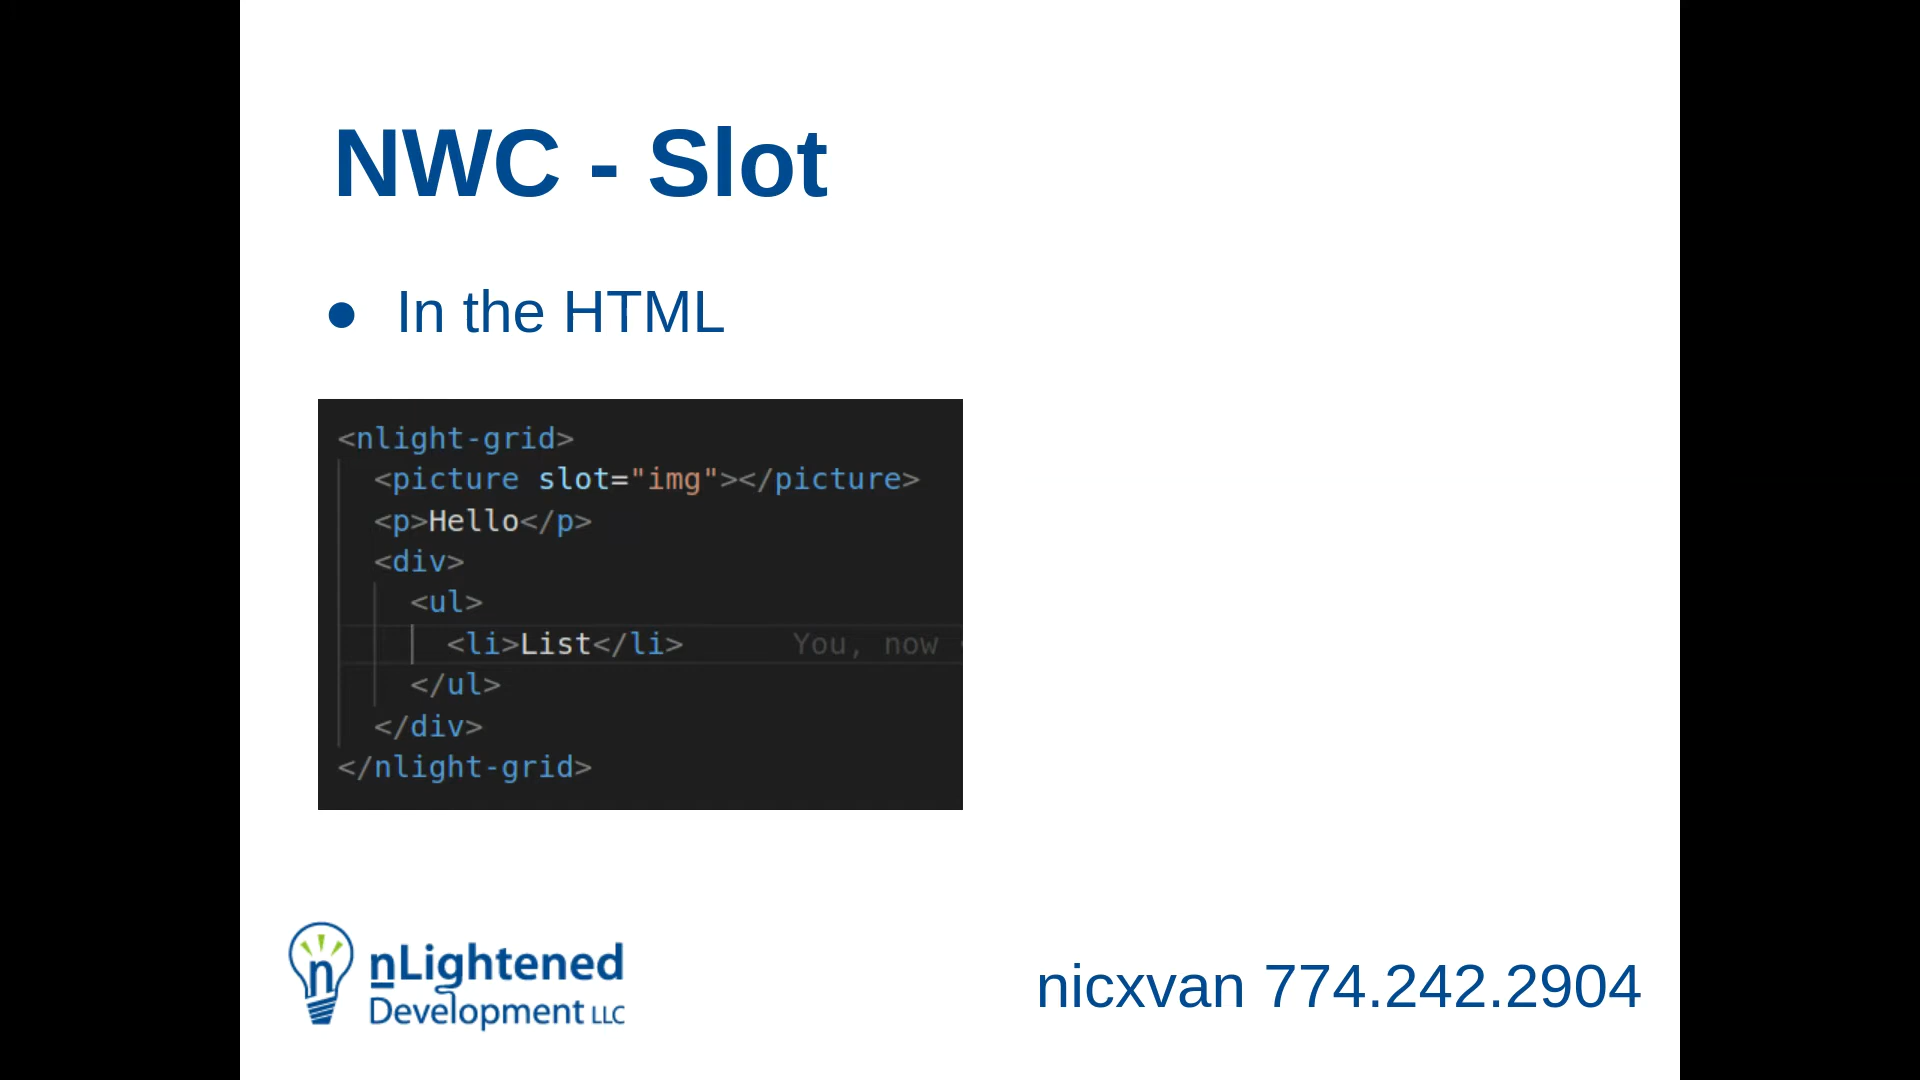 NWC - Slot
● In the HTML
<nlight-grid>
<picture slot="img"></picture>
<p>Hello</p>
<div>
<ul>
<li>List</li> You, now
</ul>
</div>
</nlight-grid>
n
nLightened
Development LLC
nicxvan 774.242.2904